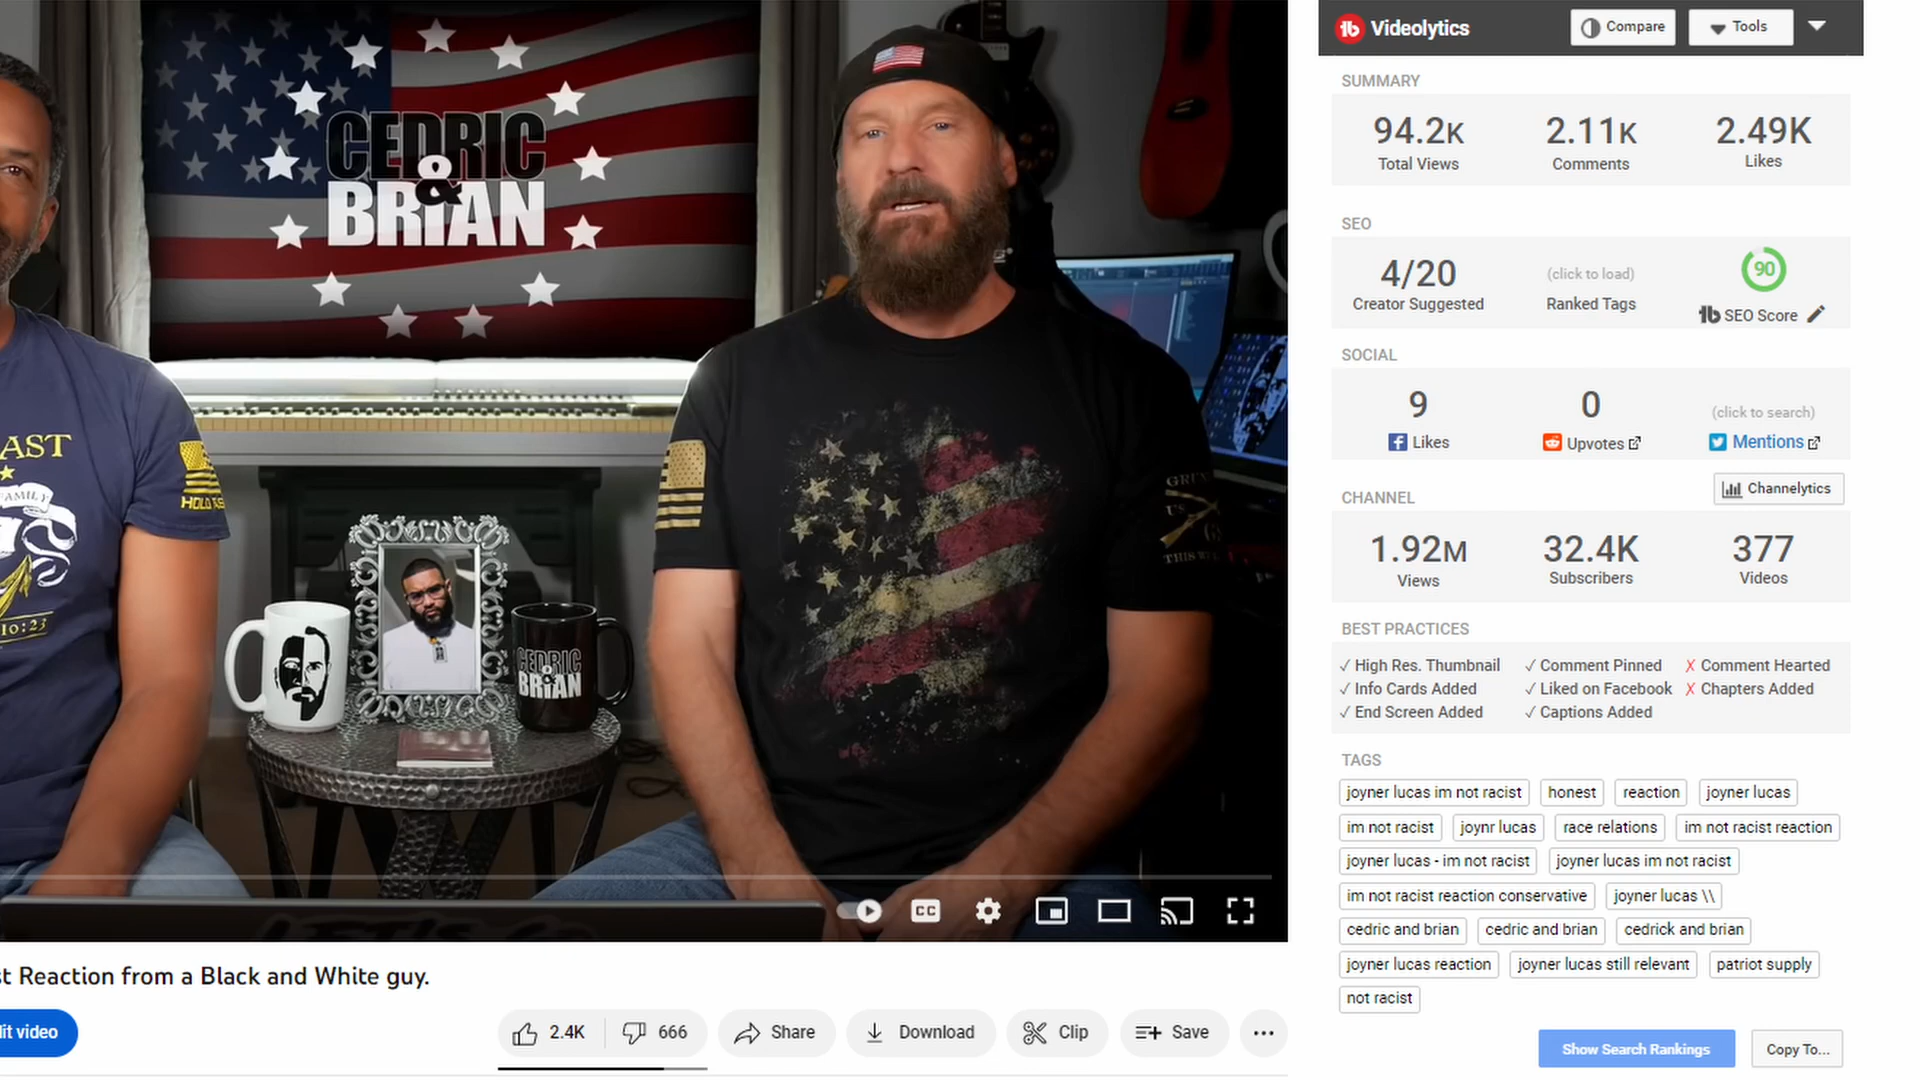 Videolytics
Compare
Tools
SUMMARY
94.2K
2.11K
2.49K
Total Views
Comments
Likes
SEO
4/20
(click to load)
90
Creator Suggested
Ranked Tags
SEO Score
SOCIAL
9
0
(click to search)
Likes
Upvotes
Mentions
CHANNEL
Channelytics
1.92M
32.4K
377
Views
Subscribers
Videos
BEST PRACTICES
✓ High Res. Thumbnail
✓ Comment Pinned
X Comment Hearted
✓ Info Cards Added
✓ Liked on Facebook
X Chapters Added
✓ End Screen Added
✓ Captions Added
TAGS
joyner lucas im not racist
honest
reaction
joyner lucas
im not racist
joynr lucas
race relations
im not racist reaction
joyner lucas - im not racist
joyner lucas im not racist
im not racist reaction conservative
joyner lucas \\
cedric and brian
cedric and brian
cedrick and brian
joyner lucas reaction
joyner lucas still relevant
patriot supply
not racist
Show Search Rankings
Copy To...
CEDRIC
&
BRIAN
AST
FAMILY
10:23
CEDRIC
&
BRIAN
CC
st Reaction from a Black and White guy.
dit video
2.4K
666
Share
Download
Clip
Save